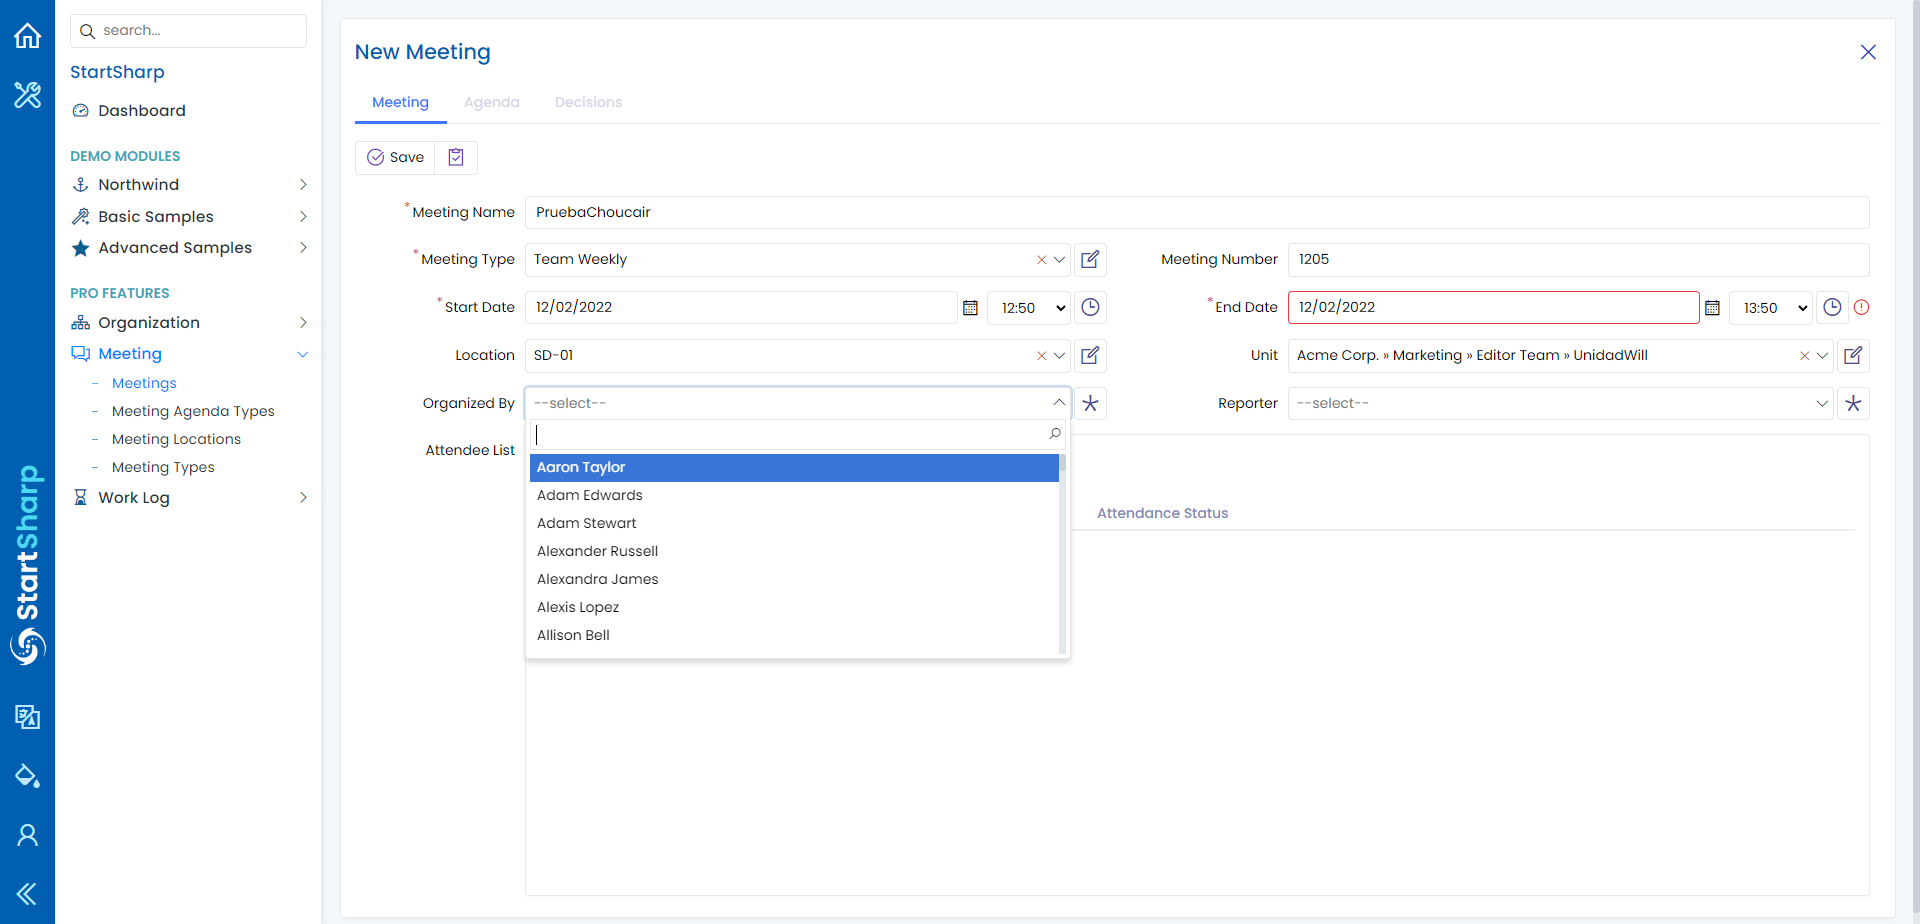 search...
StartSharp
Dashboard
DEMO MODULES
Northwind
Basic Samples
Advanced Samples
PRO FEATURES
Organization
Meeting
Meetings
Meeting Agenda Types
Meeting Locations
Meeting Types
Work Log
StartSharp
New Meeting
Meeting Agenda Decisions
Save
*Meeting Name PruebaChoucair
*Meeting Type Team Weekly Meeting Number 1205
*Start Date 12/02/2022 12:50 *End Date 12/02/2022 13:50
Location SD-01 Unit Acme Corp. » Marketing » Editor Team » UnidadWill
Organized By --select-- Reporter --select--
Attendee List
Aaron Taylor
Adam Edwards
Adam Stewart
Alexander Russell
Alexandra James
Alexis Lopez
Allison Bell
Attendance Status